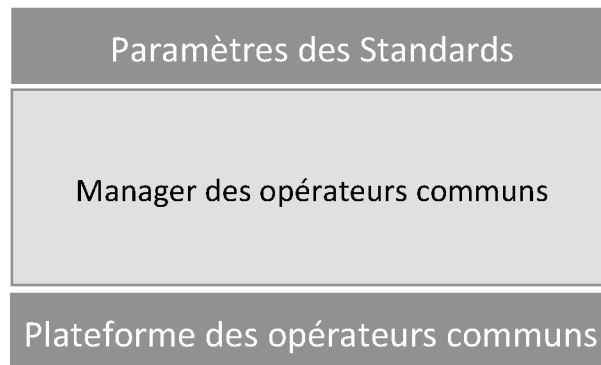 Paramètres des Standards
Manager des opérateurs communs
Plateforme des opérateurs communs